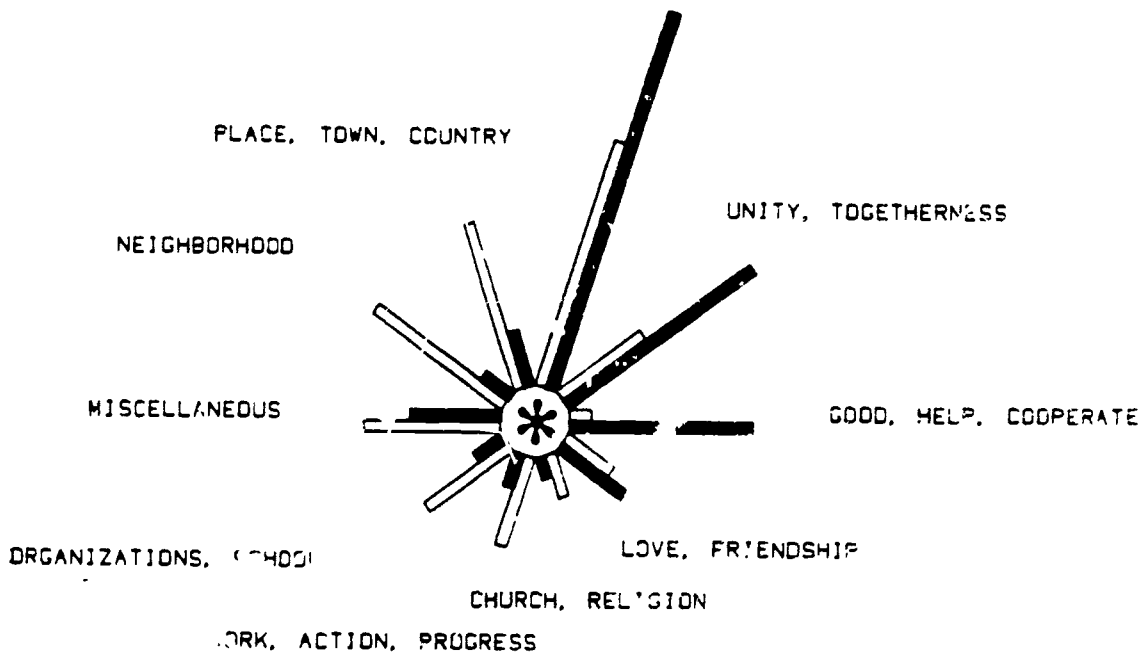 PLACE, TOWN, COUNTRY
UNITY, TOGETHERNESS
NEIGHBORHOOD
MISCELLANEOUS
GOOD, HELP, COOPERATE
ORGANIZATIONS,
LOVE, FRIENDSHIP
CHURCH, RELIGION
ACTION, PROGRESS